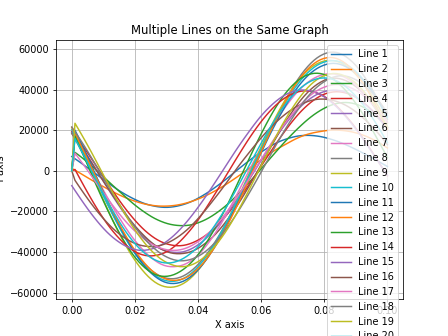 Multiple Lines on the Same Graph
60000
40000
20000
0
−20000
−40000
−60000
0.00
0.02
0.04
0.06
X axis
Line 1
Line 2
Line 3
Line 4
Line 5
Line 6
Line 7
Line 8
Line 9
Line 10
Line 11
Line 12
Line 13
Line 14
Line 15
Line 16
Line 17
Line 18
Line 19
Line 20